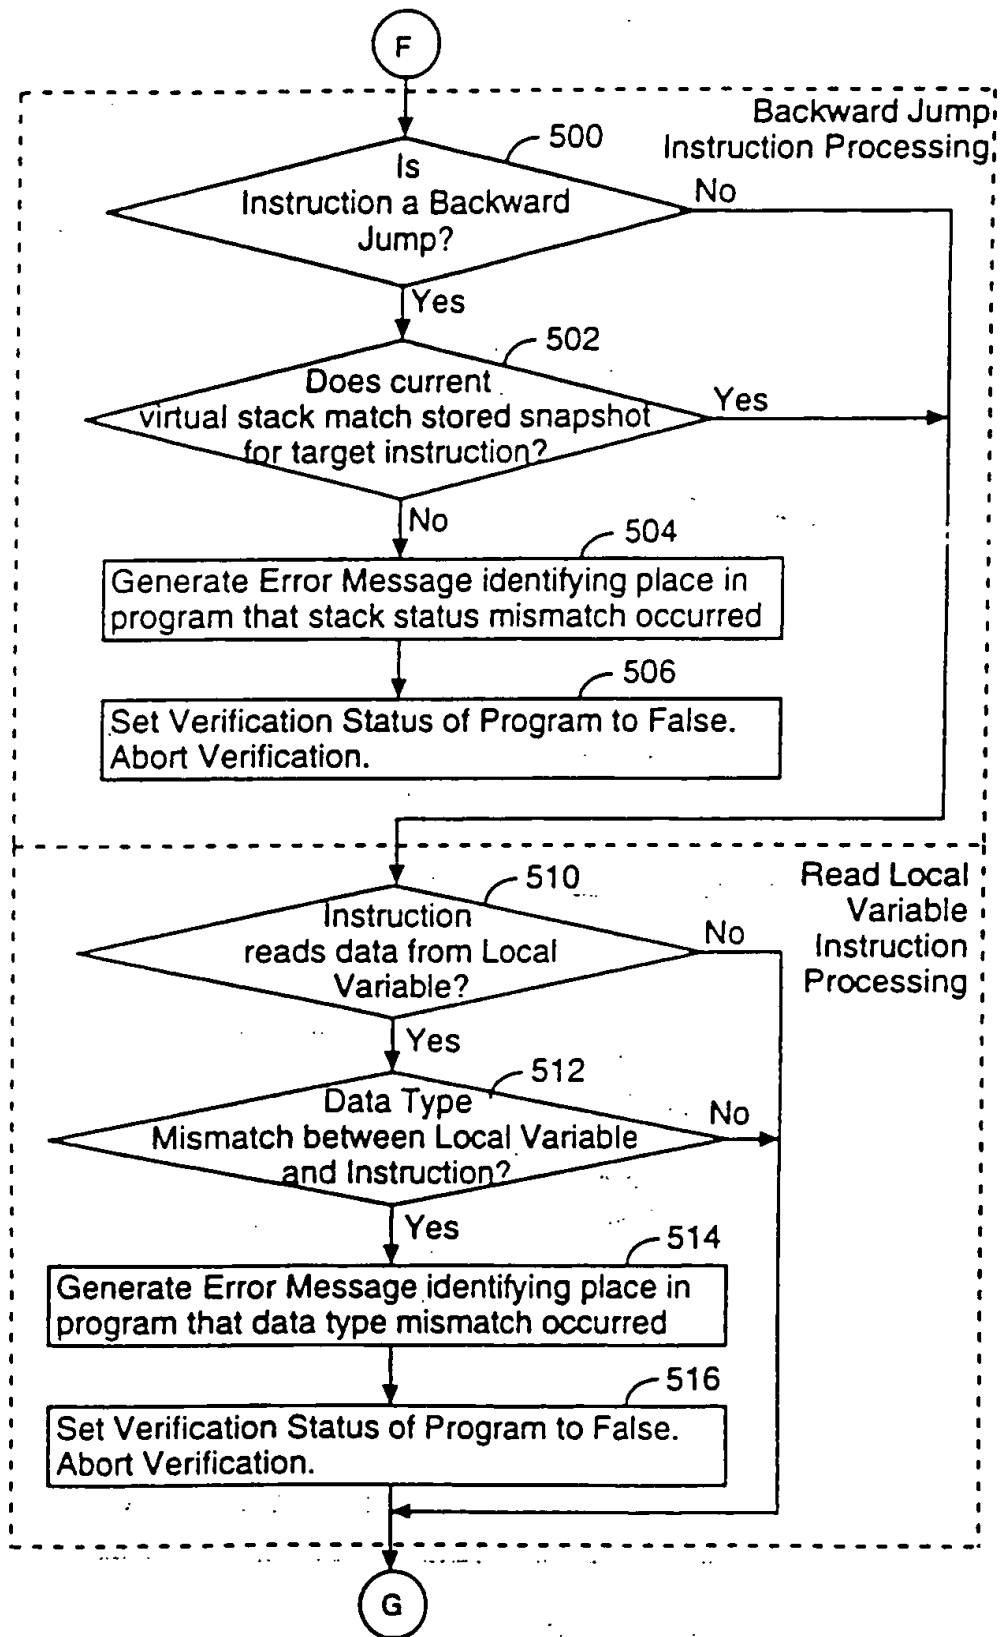 F
Backward Jump
Instruction Processing
500
Is
Instruction a Backward
Jump?
No
Yes
502
Does current
virtual stack match stored snapshot
for target instruction?
Yes
No
504
Generate Error Message identifying place in
program that stack status mismatch occurred
506
Set Verification Status of Program to False.
Abort Verification.
510
Read Local
Variable
Instruction
Processing
Instruction
reads data from Local
Variable?
No
Yes
512
Data Type
Mismatch between Local Variable
and Instruction?
No
Yes
514
Generate Error Message identifying place in
program that data type mismatch occurred
516
Set Verification Status of Program to False.
Abort Verification.
G